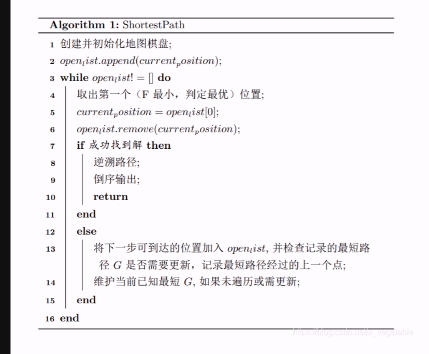 Algorithm 1: ShortestPath
1 创建并初始化地图棋盘;
2 open_list.append(current_position);
3 while open_list! = [] do
4 取出第一个（F 最小，判定最优）位置;
5 current_position = open_list[0];
6 open_list.remove(current_position);
7 if 成功找到解 then
8 逆溯路径;
9 倒序输出;
10 return
11 end
12 else
13 将下一步可到达的位置加入 open_list, 并检查记录的最短路
径 G 是否需要更新，记录最短路径经过的上一个点;
14 维护当前已知最短 G, 如果未遍历或需更新;
15 end
16 end